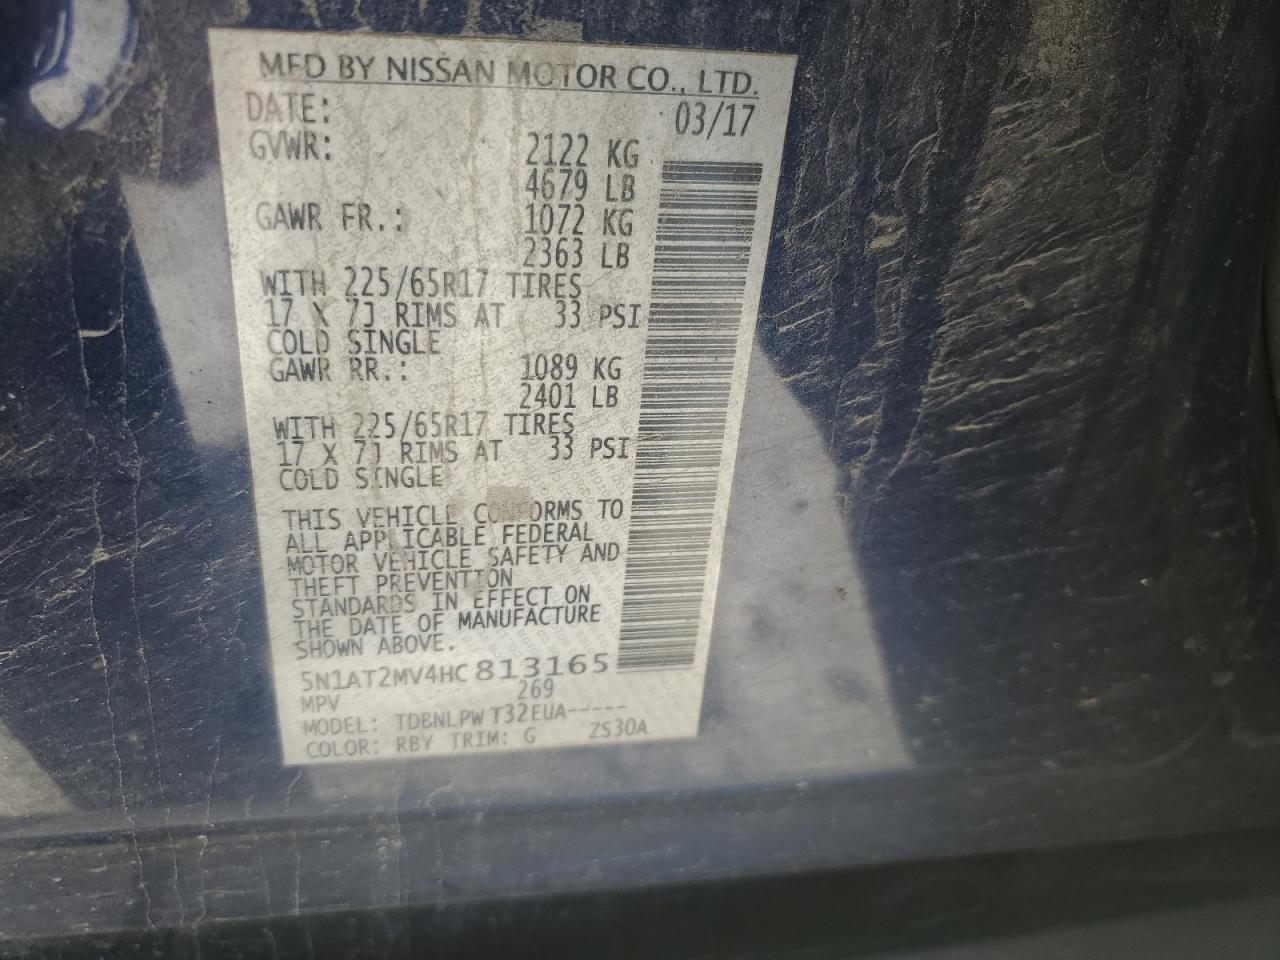 MFD BY NISSAN MOTOR CO., LTD.
DATE: 03/17
GVWR: 2122 KG
4679 LB
GAWR FR.: 1072 KG
2363 LB
WITH 225/65R17 TIRES
17 X 7J RIMS AT 33 PSI
COLD SINGLE
GAWR RR.: 1089 KG
2401 LB
WITH 225/65R17 TIRES
17 X 7J RIMS AT 33 PSI
COLD SINGLE
THIS VEHICLE CONFORMS TO
ALL APPLICABLE FEDERAL
MOTOR VEHICLE SAFETY AND
THEFT PREVENTION
STANDARDS IN EFFECT ON
THE DATE OF MANUFACTURE
SHOWN ABOVE.
5N1AT2MV4HC813165
MPV 269
MODEL: TDBNLPWT32EUA-----
COLOR: RBY TRIM: G ZS30A